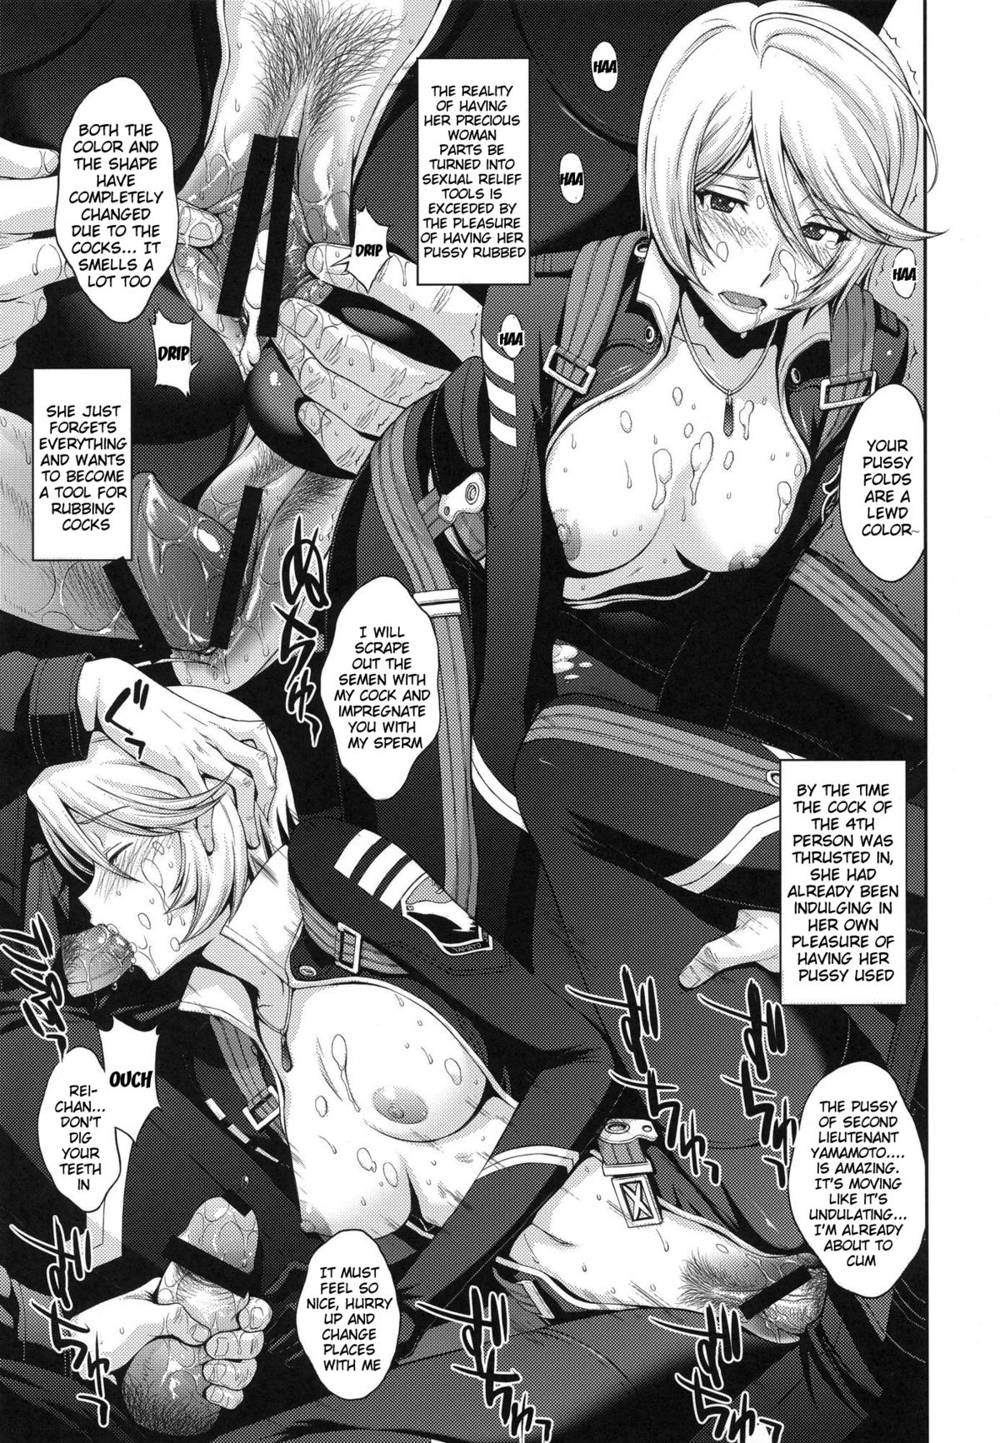 HAA
HAA
HAA
HAA
THE REALITY
OF HAVING
HER PRECIOUS
WOMAN
PARTS BE
TURNED INTO
SEXUAL RELIEF
TOOLS IS
EXCEEDED BY
THE PLEASURE
OF HAVING HER
PUSSY RUBBED
YOUR
PUSSY
FOLDS ARE
A LEWD
COLOR~
BOTH THE
COLOR AND
THE SHAPE
HAVE
COMPLETELY
CHANGED
DUE TO THE
COCKS... IT
SMELLS A
LOT TOO
DRIP
DRIP
SHE JUST
FORGETS
EVERYTHING
AND WANTS
TO BECOME
A TOOL FOR
RUBBING
COCKS
I WILL
SCRAPE
OUT THE
SEMEN WITH
MY COCK AND
IMPREGNATE
YOU WITH
MY SPERM
BY THE TIME
THE COCK OF
THE 4TH
PERSON WAS
THRUSTED IN,
SHE HAD
ALREADY BEEN
INDULGING IN
HER OWN
PLEASURE OF
HAVING HER
PUSSY USED
YAMATO
THE PUSSY
OF SECOND
LIEUTENANT
YAMAMOTO....
IS AMAZING.
IT'S MOVING
LIKE IT'S
UNDULATING...
I'M ALREADY
ABOUT TO
CUM
OUCH
REI-
CHAN...
DON'T
DIG
YOUR
TEETH
IN
IT MUST
FEEL SO
NICE, HURRY
UP AND
CHANGE
PLACES
WITH ME